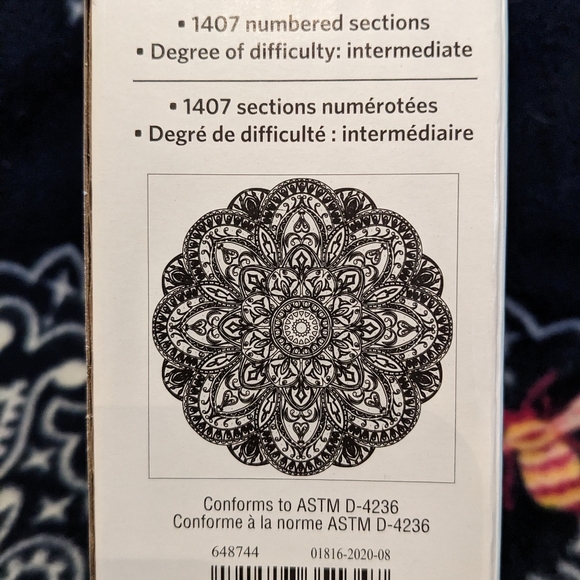 • 1407 numbered sections
• Degree of difficulty: intermediate
• 1407 sections numérotées
• Degré de difficulté : intermédiaire
Conforms to ASTM D-4236
Conforme à la norme ASTM D-4236
648744 01816-2020-08